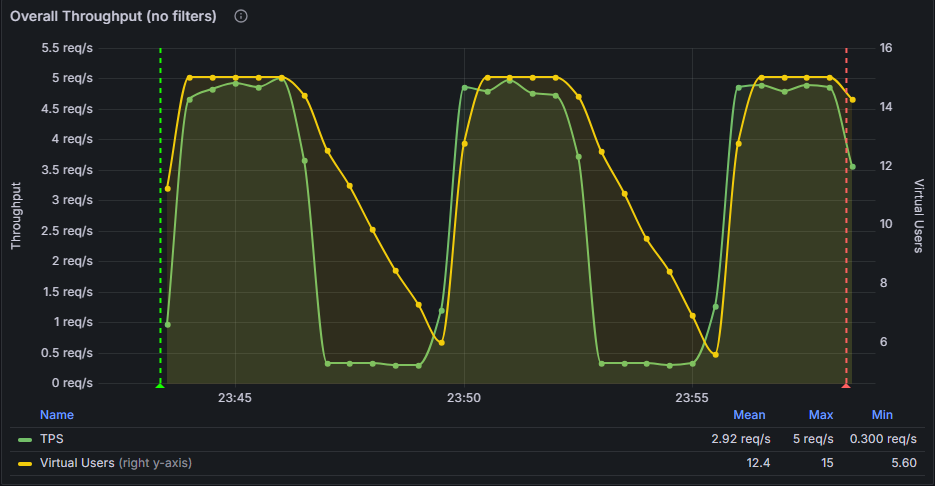 Overall Throughput (no filters)
5.5 req/s
5 req/s
4.5 req/s
4 req/s
3.5 req/s
3 req/s
2.5 req/s
2 req/s
1.5 req/s
1 req/s
0.5 req/s
0 req/s
Throughput
16
14
12
10
8
6
Virtual Users
23:45 23:50 23:55
Name Mean Max Min
TPS 2.92 req/s 5 req/s 0.300 req/s
Virtual Users (right y-axis) 12.4 15 5.60